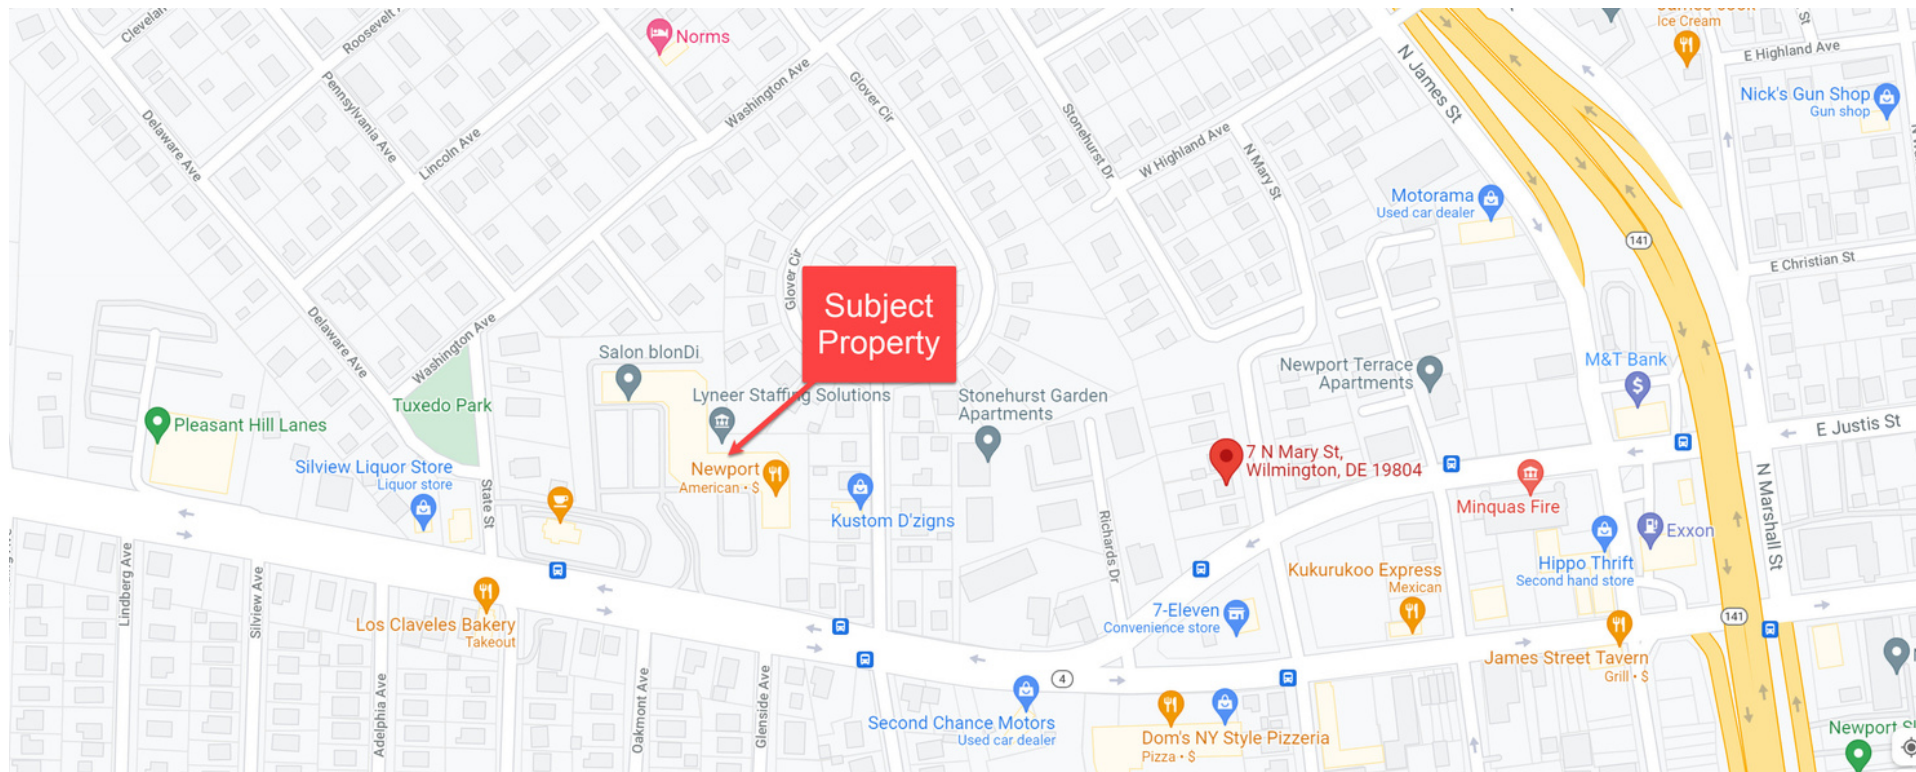 Cleveland
Roosevelt
Norms
James Cook
Ice Cream
St
E Highland Ave
N James St
Nick's Gun Shop
Gun shop
Delaware Ave
Pennsylvania Ave
Lincoln Ave
Washington Ave
Glover Cir
Stonehurst Dr
W Highland Ave
N Mary St
Motorama
Used car dealer
141
E Christian St
Glover Cir
Subject
Property
Delaware Ave
Washington Ave
Salon blonDi
Lyneer Staffing Solutions
Newport Terrace
Apartments
M&T Bank
Tuxedo Park
Stonehurst Garden
Apartments
Pleasant Hill Lanes
E Justis St
Silview Liquor Store
Liquor store
Newport
American • $
7 N Mary St,
Wilmington, DE 19804
State St
Kustom D'zigns
Richards Dr
Minquas Fire
Exxon
N Marshall St
Hippo Thrift
Second hand store
Lindberg Ave
Silview Ave
Kukurukoo Express
Mexican
Los Claveles Bakery
Takeout
7-Eleven
Convenience store
141
James Street Tavern
Grill • $
Adelphia Ave
Oakmont Ave
Glenside Ave
4
Second Chance Motors
Used car dealer
Dom's NY Style Pizzeria
Pizza • $
Newport